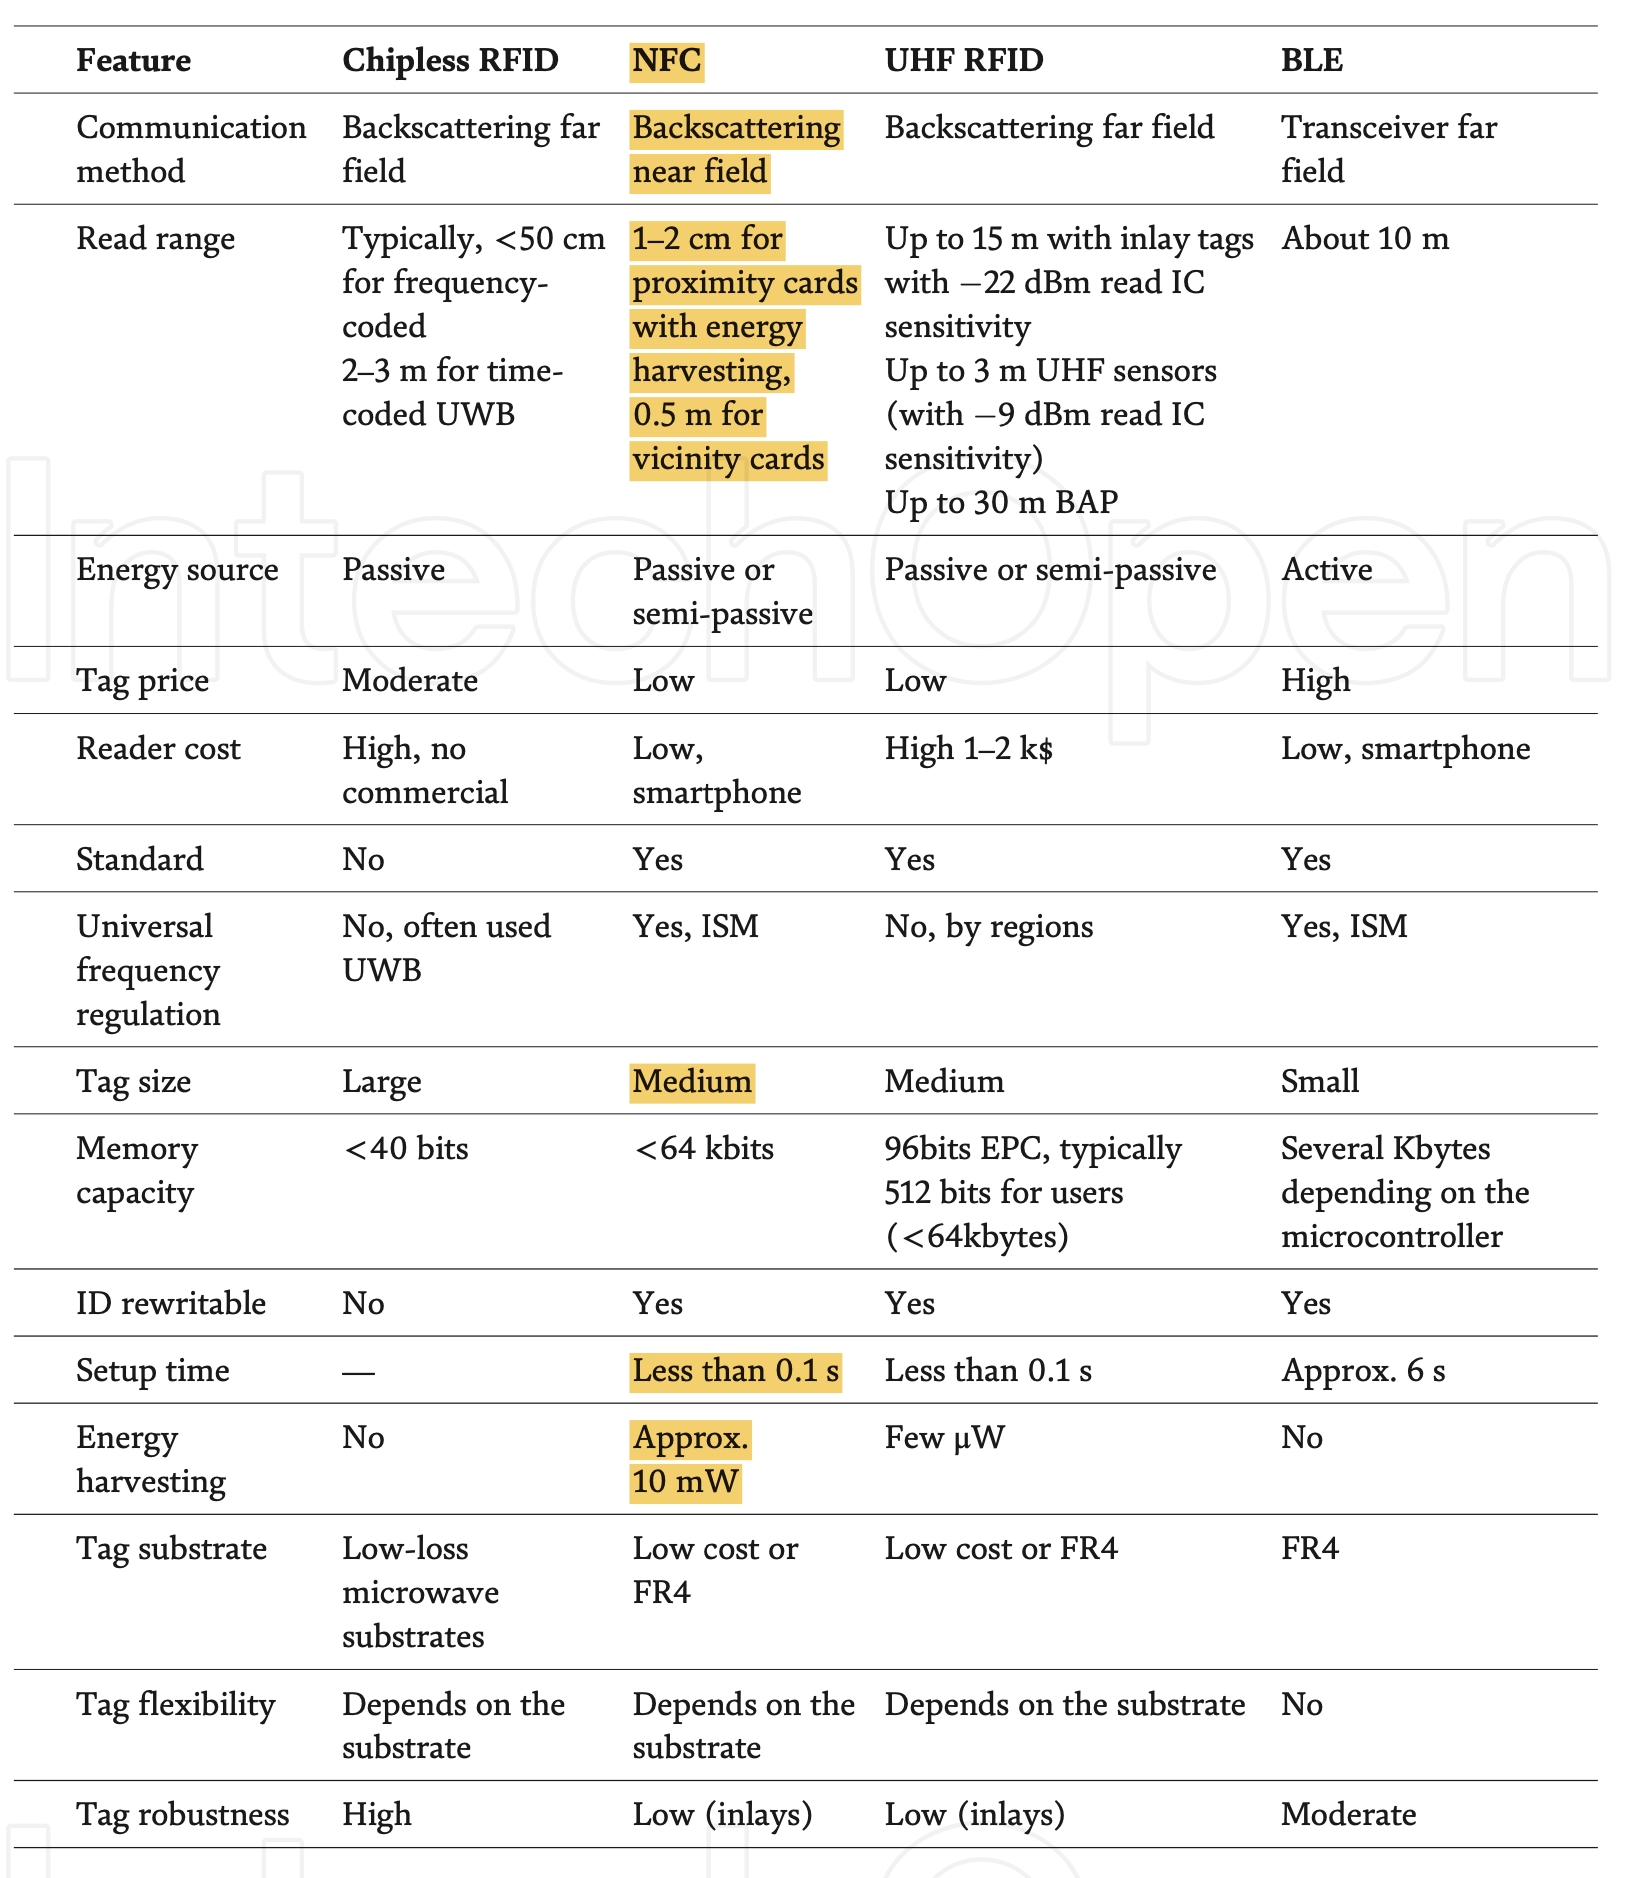 Feature Chipless RFID NFC UHF RFID BLE
Communication Backscattering far Backscattering Backscattering far field Transceiver far
method field near field field
Read range Typically, <50 cm 1–2 cm for Up to 15 m with inlay tags About 10 m
for frequency- proximity cards with −22 dBm read IC
coded with energy sensitivity
2–3 m for time- harvesting, Up to 3 m UHF sensors
coded UWB 0.5 m for (with −9 dBm read IC
vicinity cards sensitivity)
Up to 30 m BAP
Energy source Passive Passive or Passive or semi-passive Active
semi-passive
Tag price Moderate Low Low High
Reader cost High, no Low, High 1–2 k$ Low, smartphone
commercial smartphone
Standard No Yes Yes Yes
Universal No, often used Yes, ISM No, by regions Yes, ISM
frequency UWB
regulation
Tag size Large Medium Medium Small
Memory <40 bits <64 kbits 96bits EPC, typically Several Kbytes
capacity 512 bits for users depending on the
(<64kbytes) microcontroller
ID rewritable No Yes Yes Yes
Setup time — Less than 0.1 s Less than 0.1 s Approx. 6 s
Energy No Approx. Few μW No
harvesting 10 mW
Tag substrate Low-loss Low cost or Low cost or FR4 FR4
microwave FR4
substrates
Tag flexibility Depends on the Depends on the Depends on the substrate No
substrate substrate
Tag robustness High Low (inlays) Low (inlays) Moderate
IntechOpen